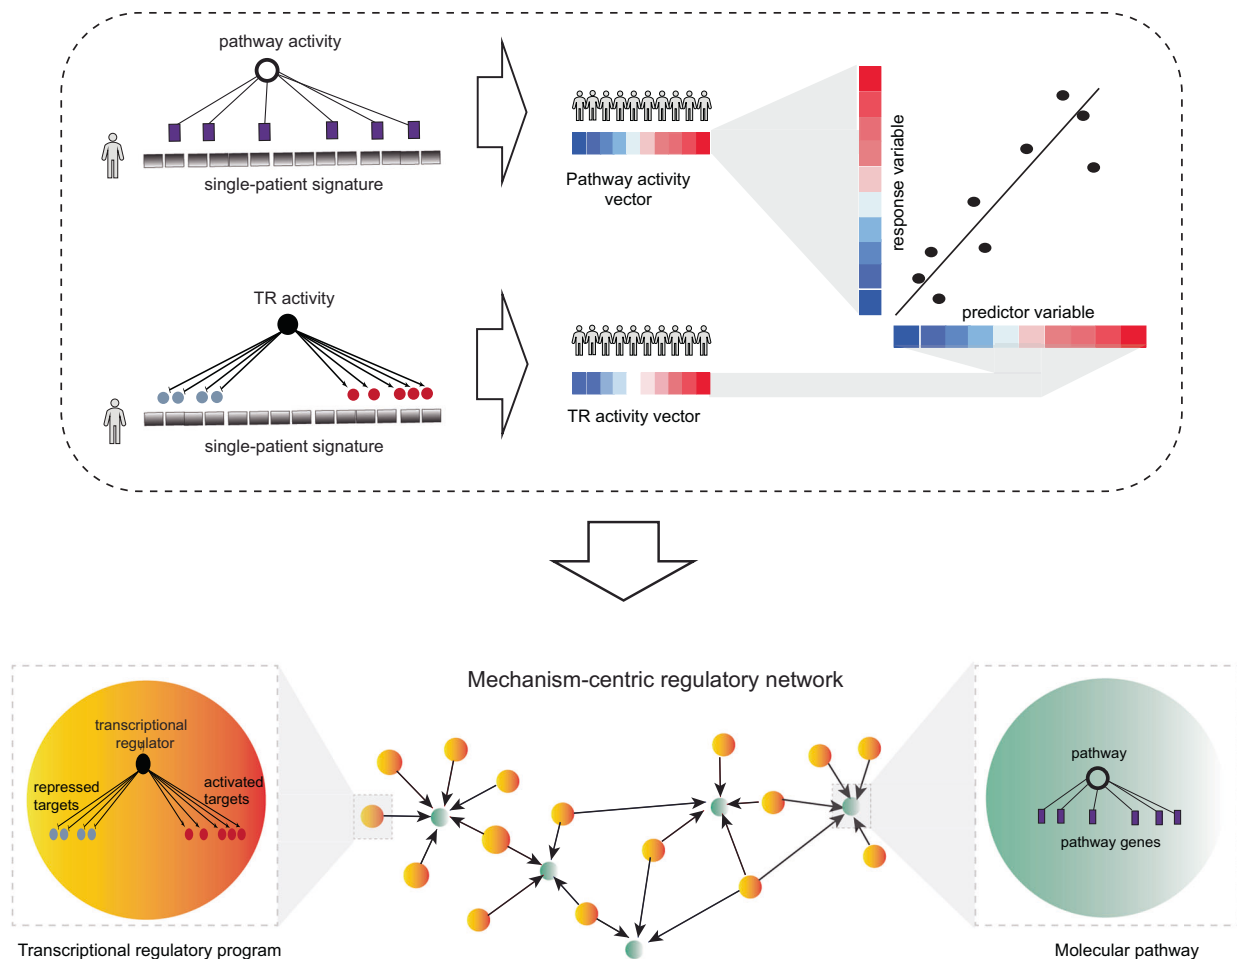 pathway activity
single-patient signature
Pathway activity
vector
response variable
predictor variable
TR activity
single-patient signature
TR activity vector
Mechanism-centric regulatory network
transcriptional
regulator
repressed
targets
activated
targets
Transcriptional regulatory program
pathway
pathway genes
Molecular pathway